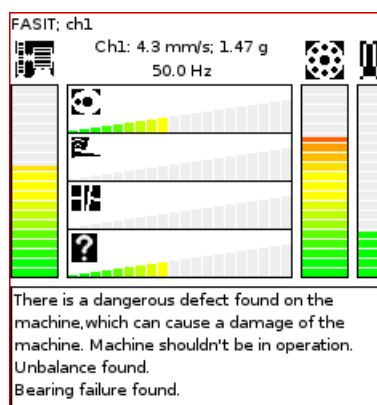 FASIT; ch1
Ch1: 4.3 mm/s; 1.47 g
50.0 Hz
?
There is a dangerous defect found on the
machine,which can cause a damage of the
machine. Machine shouldn't be in operation.
Unbalance found.
Bearing failure found.